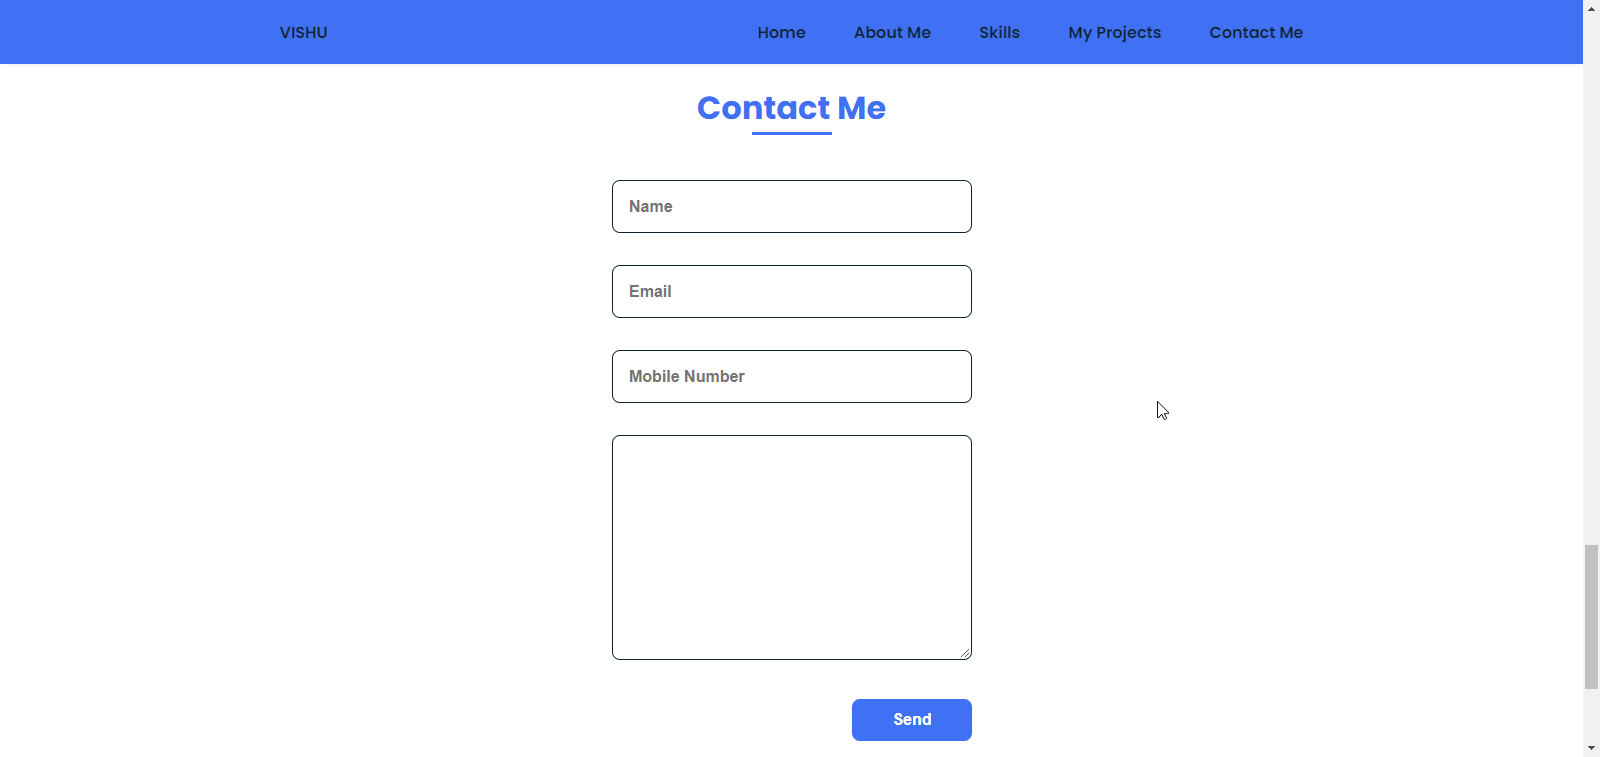 VISHU Home About Me Skills My Projects Contact Me
Contact Me
Name
Email
Mobile Number
Send